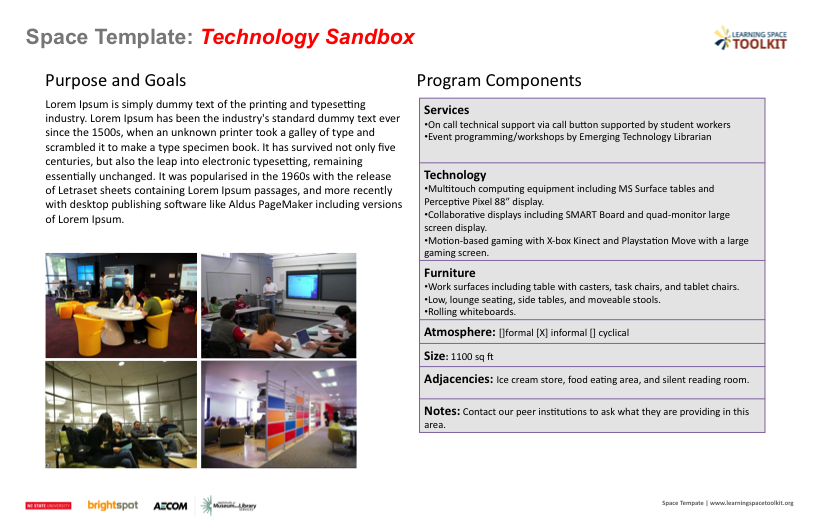 Space Template: Technology Sandbox
LEARNING SPACE
TOOLKIT
Purpose and Goals
Lorem Ipsum is simply dummy text of the printing and typesetting
industry. Lorem Ipsum has been the industry's standard dummy text ever
since the 1500s, when an unknown printer took a galley of type and
scrambled it to make a type specimen book. It has survived not only five
centuries, but also the leap into electronic typesetting, remaining
essentially unchanged. It was popularised in the 1960s with the release
of Letraset sheets containing Lorem Ipsum passages, and more recently
with desktop publishing software like Aldus PageMaker including versions
of Lorem Ipsum.
Program Components
Services
•On call technical support via call button supported by student workers
•Event programming/workshops by Emerging Technology Librarian
Technology
•Multitouch computing equipment including MS Surface tables and
Perceptive Pixel 88” display.
•Collaborative displays including SMART Board and quad-monitor large
screen display.
•Motion-based gaming with X-box Kinect and Playstation Move with a large
gaming screen.
Furniture
•Work surfaces including table with casters, task chairs, and tablet chairs.
•Low, lounge seating, side tables, and moveable stools.
•Rolling whiteboards.
Atmosphere: []formal [X] informal [] cyclical
Size: 1100 sq ft
Adjacencies: Ice cream store, food eating area, and silent reading room.
Notes: Contact our peer institutions to ask what they are providing in this
area.
NC STATE UNIVERSITY
brightspot
AECOM
Museum and Library
Space Tempate | www.learningspacetoolkit.org